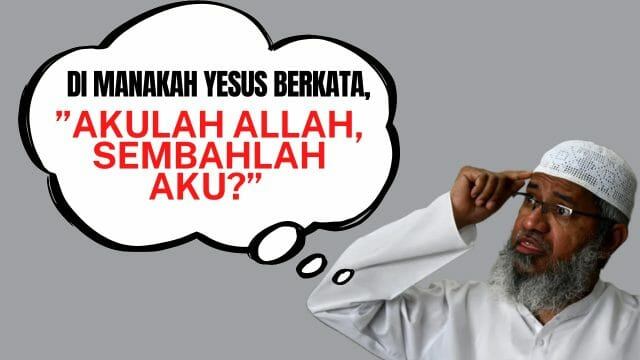 DI MANAKAH YESUS BERKATA,
”AKULAH ALLAH,
SEMBAHLAH
AKU?”